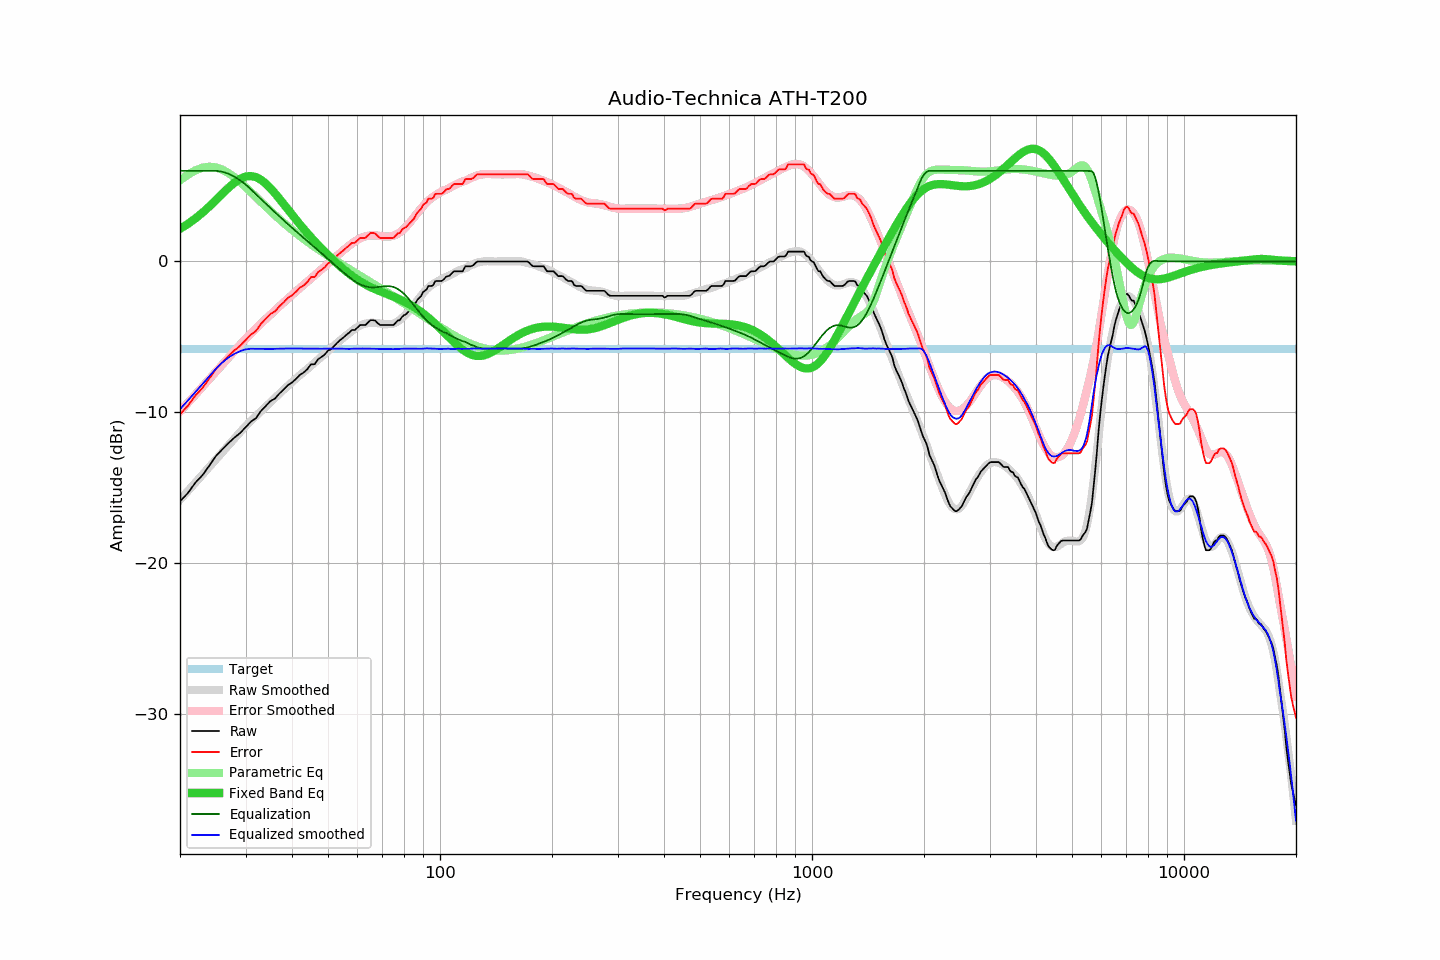 Audio-Technica ATH-T200
Amplitude (dBr)
0
−10
−20
−30
Target
Raw Smoothed
Error Smoothed
Raw
Error
Parametric Eq
Fixed Band Eq
Equalization
Equalized smoothed
100 1000 10000
Frequency (Hz)